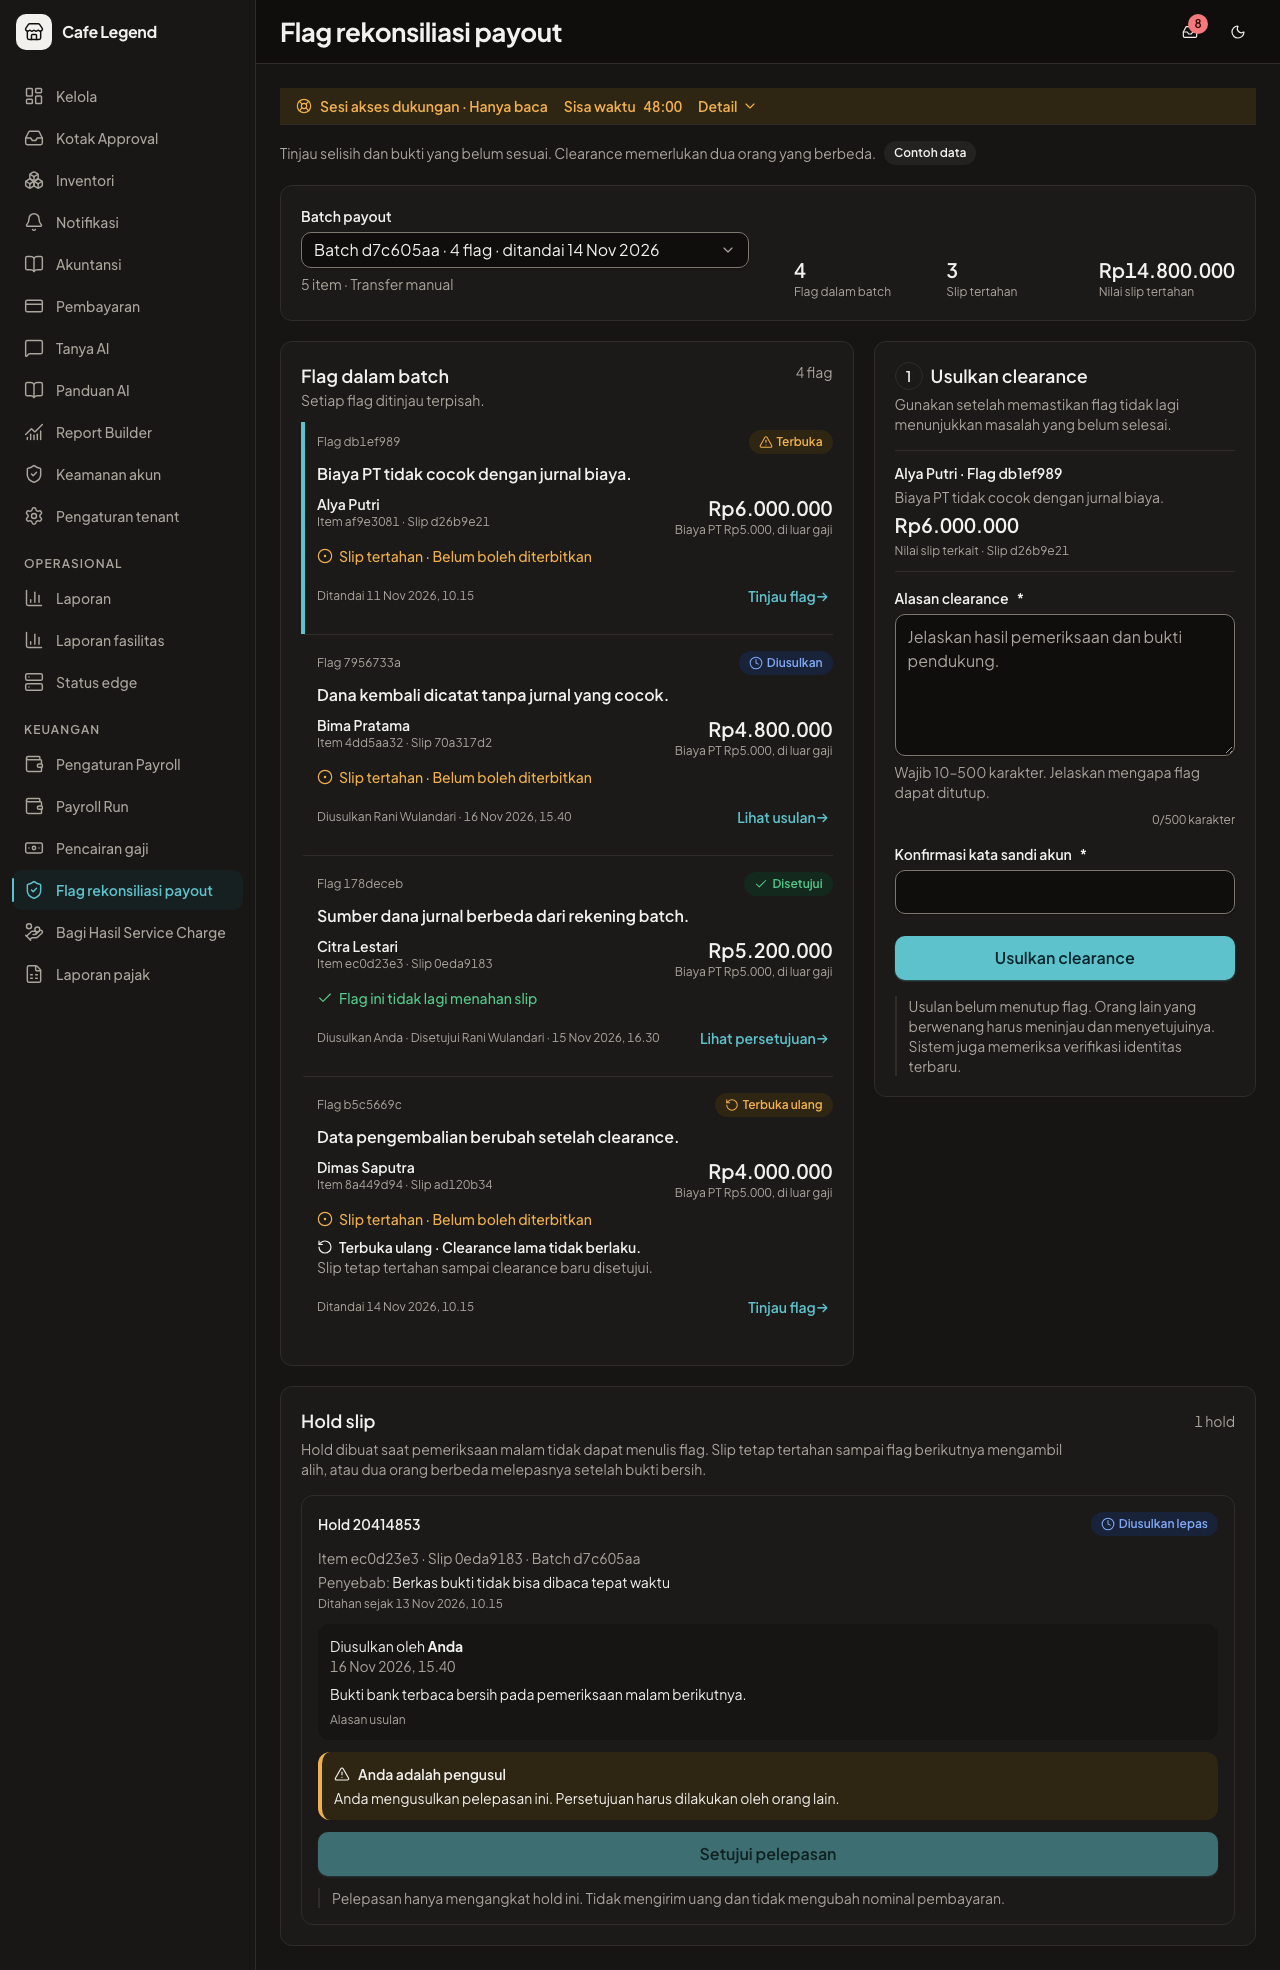 Cafe Legend
Kelola
Kotak Approval
Inventori
Notifikasi
Akuntansi
Pembayaran
Tanya AI
Panduan AI
Report Builder
Keamanan akun
Pengaturan tenant
OPERASIONAL
Laporan
Laporan fasilitas
Status edge
KEUANGAN
Pengaturan Payroll
Payroll Run
Pencairan gaji
Flag rekonsiliasi payout
Bagi Hasil Service Charge
Laporan pajak
Flag rekonsiliasi payout
8
Sesi akses dukungan · Hanya baca Sisa waktu 48:00 Detail
Tinjau selisih dan bukti yang belum sesuai. Clearance memerlukan dua orang yang berbeda. Contoh data
Batch payout
Batch d7c605aa · 4 flag · ditandai 14 Nov 2026
5 item · Transfer manual
4
Flag dalam batch
3
Slip tertahan
Rp14.800.000
Nilai slip tertahan
Flag dalam batch
4 flag
Setiap flag ditinjau terpisah.
Flag db1ef989
Terbuka
Biaya PT tidak cocok dengan jurnal biaya.
Alya Putri
Item af9e3081 · Slip d26b9e21
Rp6.000.000
Biaya PT Rp5.000, di luar gaji
Slip tertahan · Belum boleh diterbitkan
Ditandai 11 Nov 2026, 10.15
Tinjau flag→
Flag 7956733a
Diusulkan
Dana kembali dicatat tanpa jurnal yang cocok.
Bima Pratama
Item 4dd5aa32 · Slip 70a317d2
Rp4.800.000
Biaya PT Rp5.000, di luar gaji
Slip tertahan · Belum boleh diterbitkan
Diusulkan Rani Wulandari · 16 Nov 2026, 15.40
Lihat usulan→
Flag 178deceb
Disetujui
Sumber dana jurnal berbeda dari rekening batch.
Citra Lestari
Item ec0d23e3 · Slip 0eda9183
Rp5.200.000
Biaya PT Rp5.000, di luar gaji
Flag ini tidak lagi menahan slip
Diusulkan Anda · Disetujui Rani Wulandari · 15 Nov 2026, 16.30
Lihat persetujuan→
Flag b5c5669c
Terbuka ulang
Data pengembalian berubah setelah clearance.
Dimas Saputra
Item 8a449d94 · Slip ad120b34
Rp4.000.000
Biaya PT Rp5.000, di luar gaji
Slip tertahan · Belum boleh diterbitkan
Terbuka ulang · Clearance lama tidak berlaku.
Slip tetap tertahan sampai clearance baru disetujui.
Ditandai 14 Nov 2026, 10.15
Tinjau flag→
1 Usulkan clearance
Gunakan setelah memastikan flag tidak lagi
menunjukkan masalah yang belum selesai.
Alya Putri · Flag db1ef989
Biaya PT tidak cocok dengan jurnal biaya.
Rp6.000.000
Nilai slip terkait · Slip d26b9e21
Alasan clearance *
Jelaskan hasil pemeriksaan dan bukti
pendukung.
Wajib 10–500 karakter. Jelaskan mengapa flag
dapat ditutup.
0/500 karakter
Konfirmasi kata sandi akun *
Usulkan clearance
Usulan belum menutup flag. Orang lain yang
berwenang harus meninjau dan menyetujuinya.
Sistem juga memeriksa verifikasi identitas
terbaru.
Hold slip
1 hold
Hold dibuat saat pemeriksaan malam tidak dapat menulis flag. Slip tetap tertahan sampai flag berikutnya mengambil
alih, atau dua orang berbeda melepasnya setelah bukti bersih.
Hold 20414853
Diusulkan lepas
Item ec0d23e3 · Slip 0eda9183 · Batch d7c605aa
Penyebab: Berkas bukti tidak bisa dibaca tepat waktu
Ditahan sejak 13 Nov 2026, 10.15
Diusulkan oleh Anda
16 Nov 2026, 15.40
Bukti bank terbaca bersih pada pemeriksaan malam berikutnya.
Alasan usulan
Anda adalah pengusul
Anda mengusulkan pelepasan ini. Persetujuan harus dilakukan oleh orang lain.
Setujui pelepasan
Pelepasan hanya mengangkat hold ini. Tidak mengirim uang dan tidak mengubah nominal pembayaran.